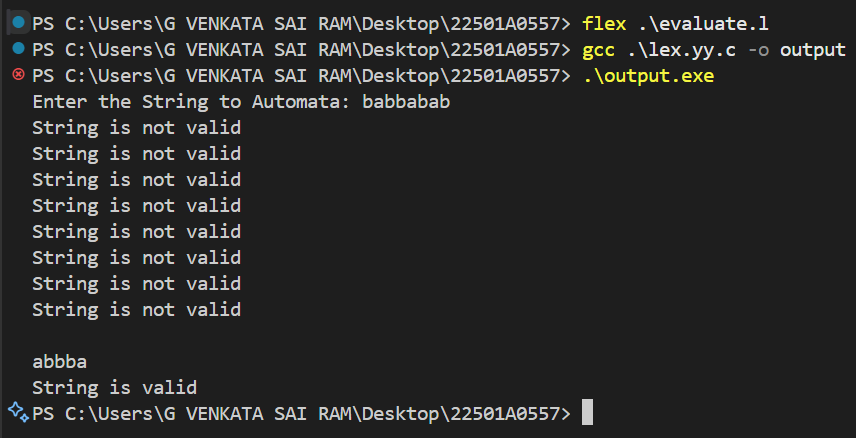 PS C:\Users\G VENKATA SAI RAM\Desktop\22501A0557> flex .\evaluate.l
PS C:\Users\G VENKATA SAI RAM\Desktop\22501A0557> gcc .\lex.yy.c -o output
PS C:\Users\G VENKATA SAI RAM\Desktop\22501A0557> .\output.exe
Enter the String to Automata: babbabab
String is not valid
String is not valid
String is not valid
String is not valid
String is not valid
String is not valid
String is not valid
String is not valid
abbba
String is valid
PS C:\Users\G VENKATA SAI RAM\Desktop\22501A0557>